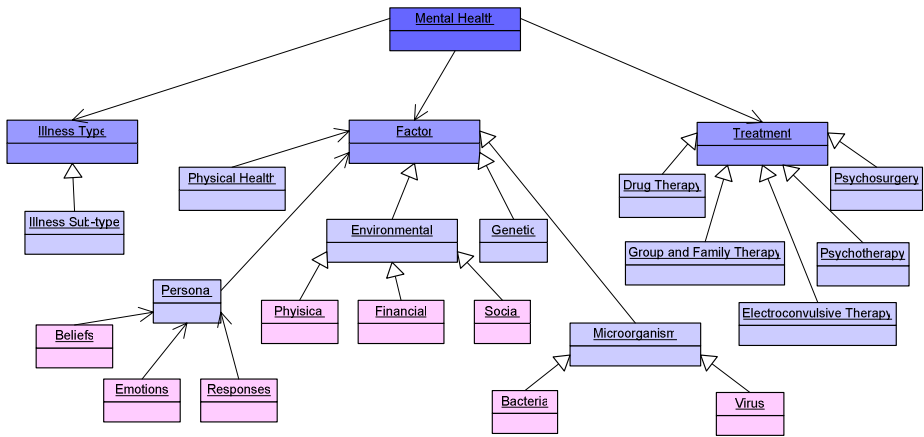 Mental Health
Illness Type
Factor
Treatment
Physical Health
Drug Therapy
Psychosurgery
Illness Sub-type
Environmental
Genetic
Group and Family Therapy
Psychotherapy
Persona
Phyisica
Financial
Socia
Electroconvulsive Therapy
Beliefs
Microorganism
Emotions
Responses
Bacteria
Virus